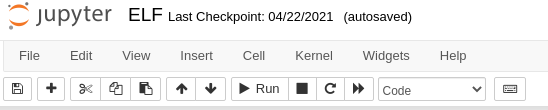 jupyter ELF Last Checkpoint: 04/22/2021 (autosaved)
File Edit View Insert Cell Kernel Widgets Help
Run Code